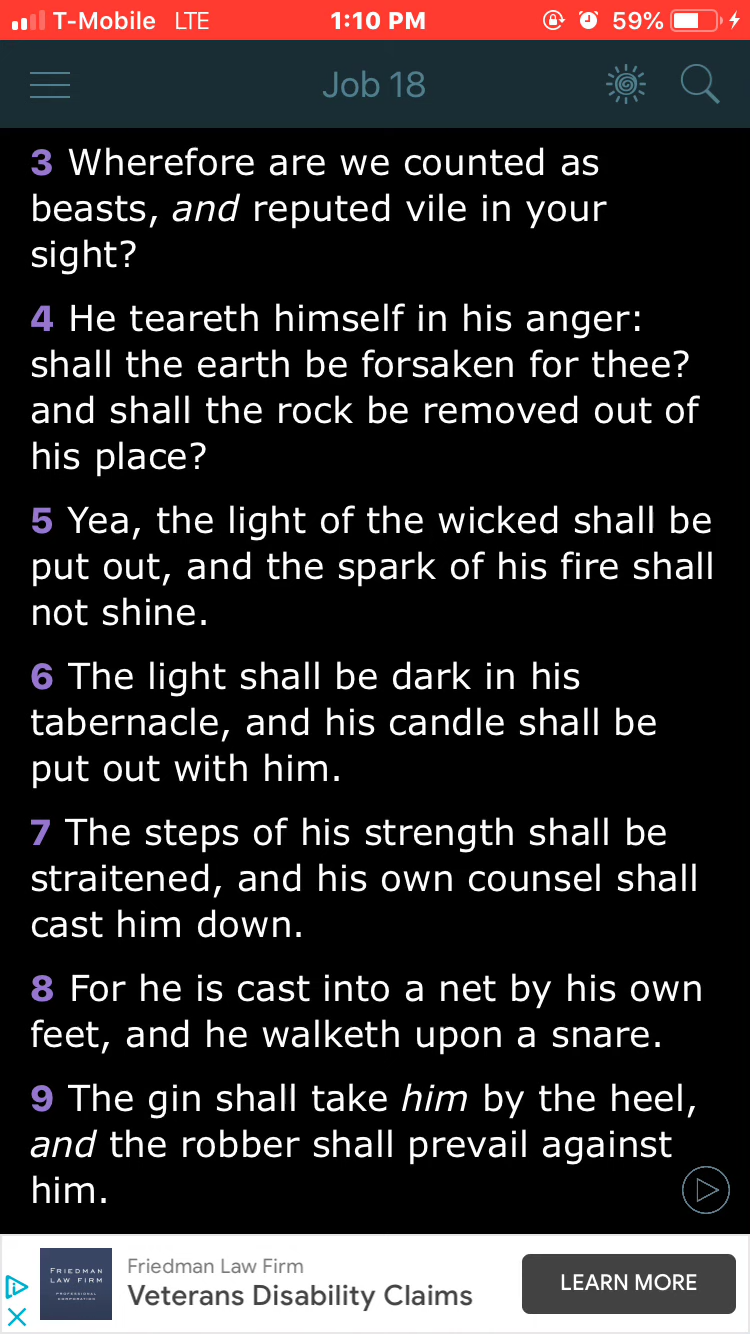 T-Mobile LTE 1:10 PM 59%
Job 18
3 Wherefore are we counted as
beasts, and reputed vile in your
sight?
4 He teareth himself in his anger:
shall the earth be forsaken for thee?
and shall the rock be removed out of
his place?
5 Yea, the light of the wicked shall be
put out, and the spark of his fire shall
not shine.
6 The light shall be dark in his
tabernacle, and his candle shall be
put out with him.
7 The steps of his strength shall be
straitened, and his own counsel shall
cast him down.
8 For he is cast into a net by his own
feet, and he walketh upon a snare.
9 The gin shall take him by the heel,
and the robber shall prevail against
him.
FRIEDMAN
LAW FIRM
PROFESSIONAL
CORPORATION
Friedman Law Firm
Veterans Disability Claims
LEARN MORE